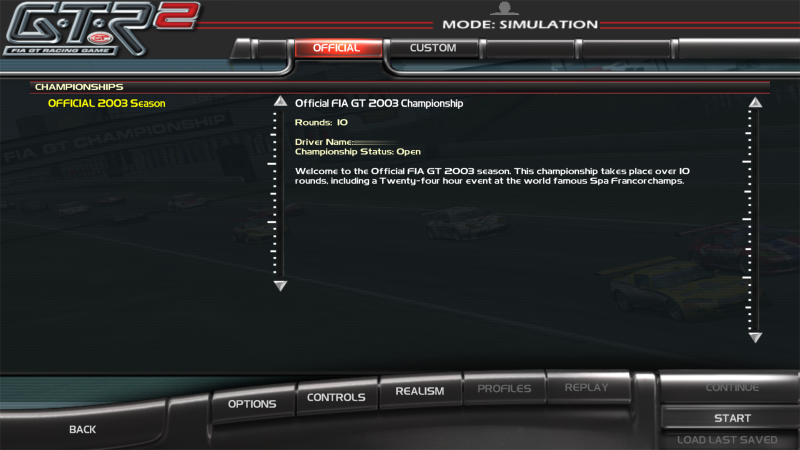 GTR2
FIA GT RACING GAME
MODE: SIMULATION
OFFICIAL
CUSTOM
CHAMPIONSHIPS
OFFICIAL 2003 Season
Official FIA GT 2003 Championship
Rounds: 10
Driver Name:
Championship Status: Open
Welcome to the Official FIA GT 2003 season. This championship takes place over 10
rounds, including a Twenty-four hour event at the world famous Spa Francorchamps.
FIA GT CHAMPIONSHIP
BACK
OPTIONS
CONTROLS
REALISM
PROFILES
REPLAY
CONTINUE
START
LOAD LAST SAVED